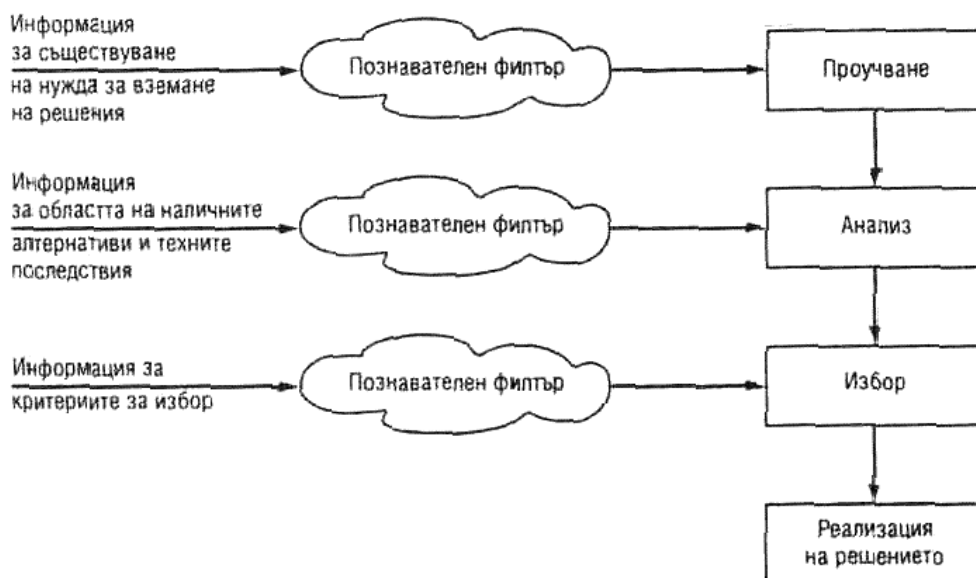 Информация
за съществуване
на нужда за вземане
на решения
Познавателен филтър
Проучване
Информация
за областта на наличните
алтернативи и техните
последствия
Познавателен филтър
Анализ
Информация за
критериите за избор
Познавателен филтър
Избор
Реализация
на решението